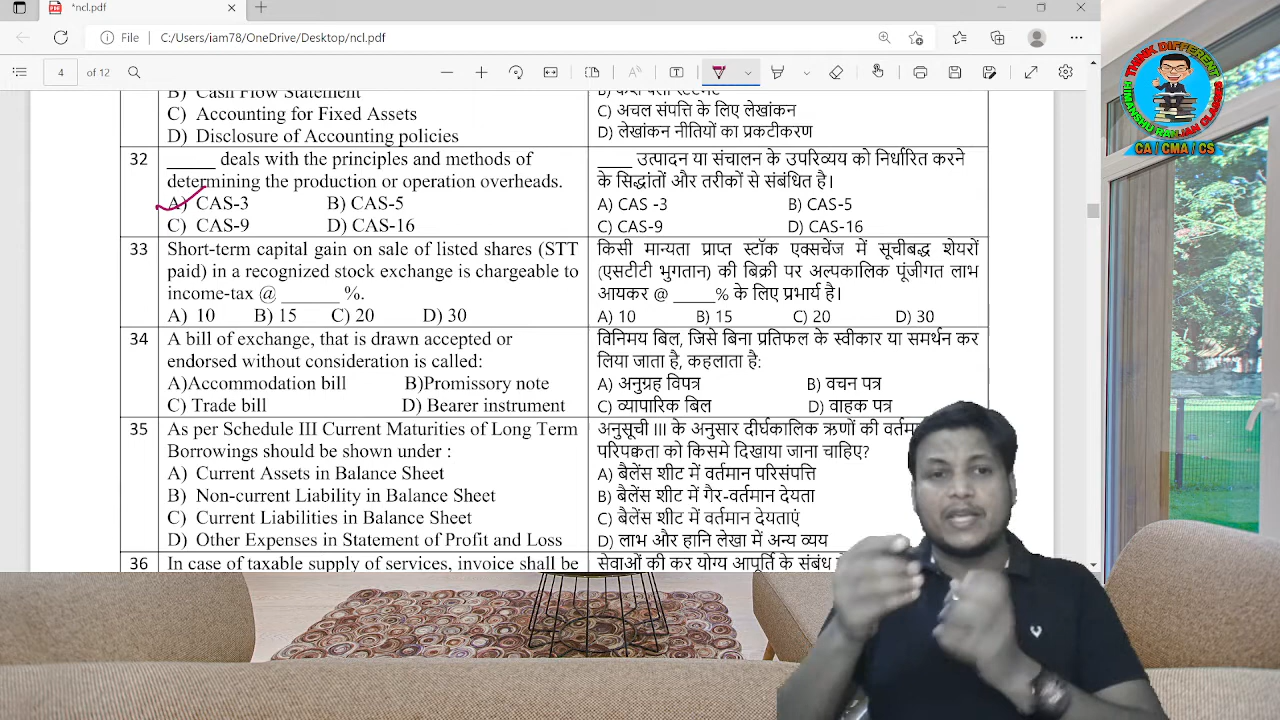 *ncl.pdf
File C:/Users/iam78/OneDrive/Desktop/ncl.pdf
4 of 12
B) Cash Flow Statement
C) Accounting for Fixed Assets
D) Disclosure of Accounting policies
C) अचल संपत्ति के लिए लेखांकन
D) लेखांकन नीतियों का प्रकटीकरण
32 _____ deals with the principles and methods of
determining the production or operation overheads.
A) CAS-3 B) CAS-5
C) CAS-9 D) CAS-16
____ उत्पादन या संचालन के उपरिव्यय को निर्धारित करने
के सिद्धांतों और तरीकों से संबंधित है।
A) CAS -3 B) CAS-5
C) CAS-9 D) CAS-16
33 Short-term capital gain on sale of listed shares (STT
paid) in a recognized stock exchange is chargeable to
income-tax @ ______ %.
A) 10 B) 15 C) 20 D) 30
किसी मान्यता प्राप्त स्टॉक एक्सचेंज में सूचीबद्ध शेयरों
(एसटीटी भुगतान) की बिक्री पर अल्पकालिक पूंजीगत लाभ
आयकर @ _____% के लिए प्रभार्य है।
A) 10 B) 15 C) 20 D) 30
34 A bill of exchange, that is drawn accepted or
endorsed without consideration is called:
A)Accommodation bill B)Promissory note
C) Trade bill D) Bearer instrument
विनिमय बिल, जिसे बिना प्रतिफल के स्वीकार या समर्थन कर
लिया जाता है, कहलाता है:
A) अनुग्रह विपत्र B) वचन पत्र
C) व्यापारिक बिल D) वाहक पत्र
35 As per Schedule III Current Maturities of Long Term
Borrowings should be shown under :
A) Current Assets in Balance Sheet
B) Non-current Liability in Balance Sheet
C) Current Liabilities in Balance Sheet
D) Other Expenses in Statement of Profit and Loss
अनुसूची III के अनुसार दीर्घकालिक ऋणों की
परिपक्वता को किसमे दिखाया जाना चाहिए?
A) बैलेंस शीट में वर्तमान परिसंपत्ति
B) बैलेंस शीट में गैर-वर्तमान देयता
C) बैलेंस शीट में वर्तमान देयताएं
D) लाभ और हानि लेखा में अन्य व्यय
36 In case of taxable supply of services, invoice shall be
सेवाओं की कर योग्य आपूर्ति के संबंध
THINK DIFFERENT
HIMANSHU RANJAN CLASSES
CA / CMA / CS